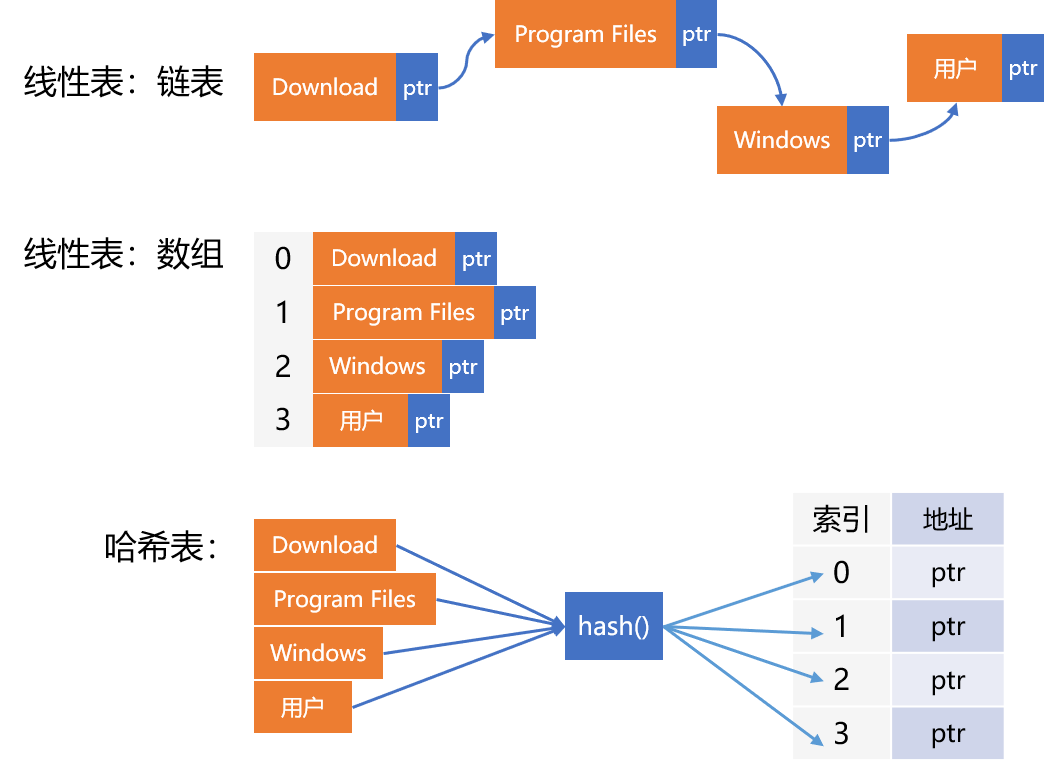 线性表：链表
Download ptr
Program Files ptr
Windows ptr
用户 ptr
线性表：数组
0 Download ptr
1 Program Files ptr
2 Windows ptr
3 用户 ptr
哈希表：
Download
Program Files
Windows
用户
hash()
索引 地址
0 ptr
1 ptr
2 ptr
3 ptr